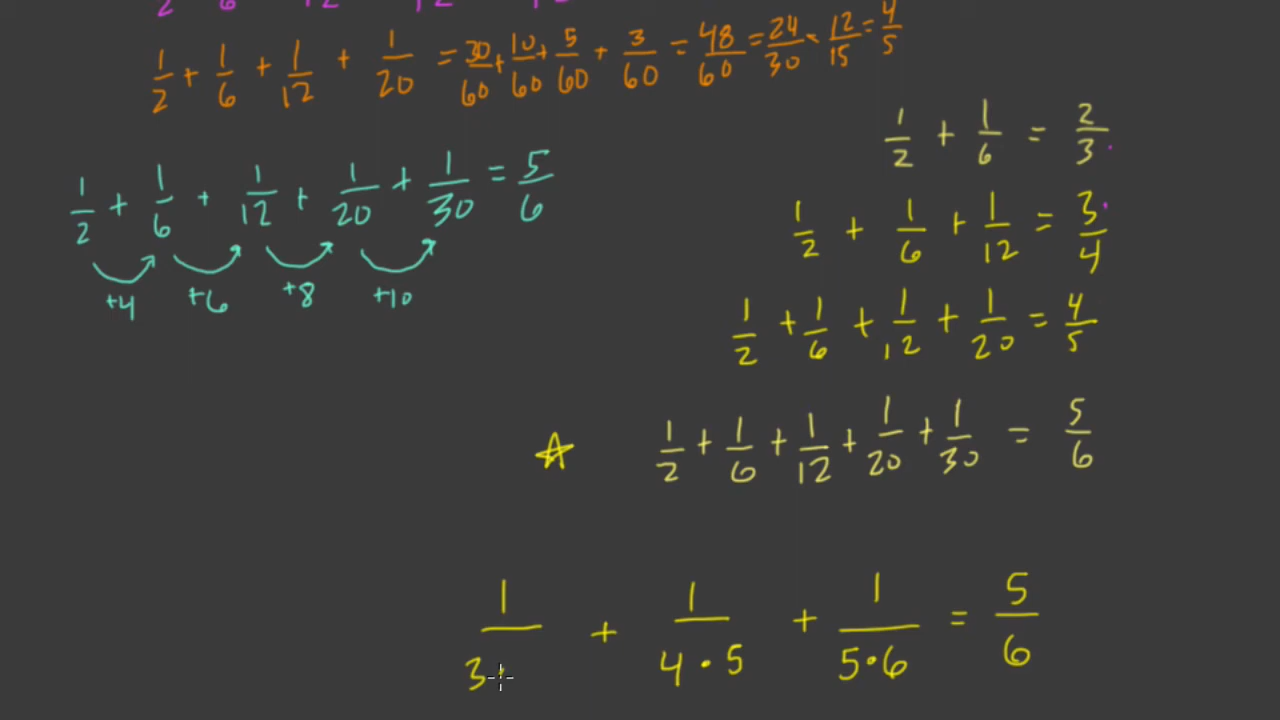 2 6 12 12
1/2 + 1/6 + 1/12 + 1/20 = 30/60 + 10/60 + 5/60 + 3/60 = 48/60 = 24/30 = 12/15 = 4/5
1/2 + 1/6 = 2/3
1/2 + 1/6 + 1/12 + 1/20 + 1/30 = 5/6
+4 +6 +8 +10
1/2 + 1/6 + 1/12 = 3/4
1/2 + 1/6 + 1/12 + 1/20 = 4/5
1/2 + 1/6 + 1/12 + 1/20 + 1/30 = 5/6
1/3· + 1/4·5 + 1/5·6 = 5/6